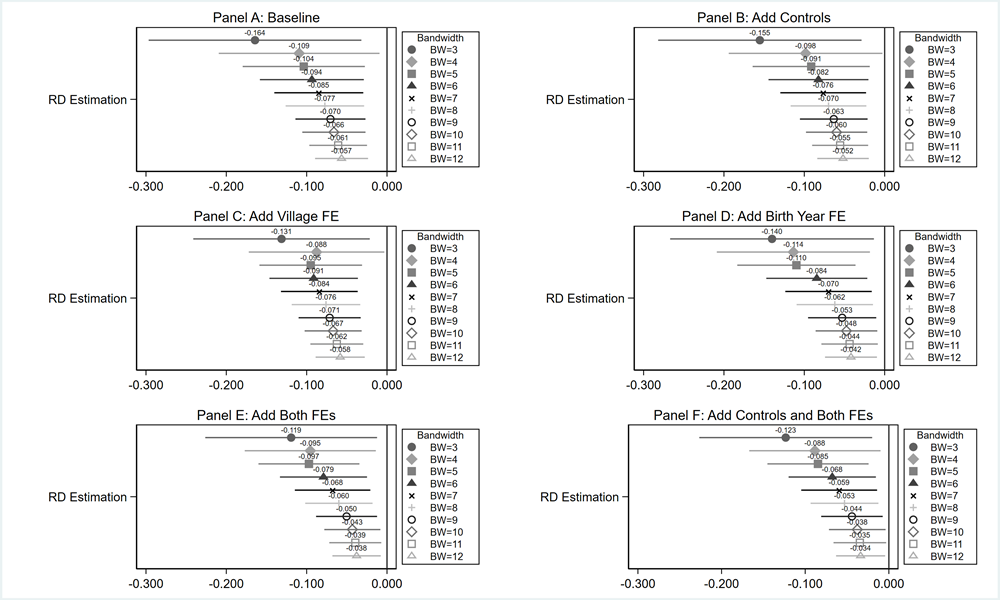 Panel A: Baseline
-0.164
-0.109
-0.104
-0.094
-0.085
-0.077
-0.070
-0.066
-0.061
-0.057
RD Estimation
-0.300 -0.200 -0.100 0.000
Bandwidth
BW=3
BW=4
BW=5
BW=6
BW=7
BW=8
BW=9
BW=10
BW=11
BW=12
Panel B: Add Controls
-0.155
-0.098
-0.091
-0.082
-0.076
-0.070
-0.063
-0.060
-0.055
-0.052
RD Estimation
-0.300 -0.200 -0.100 0.000
Bandwidth
BW=3
BW=4
BW=5
BW=6
BW=7
BW=8
BW=9
BW=10
BW=11
BW=12
Panel C: Add Village FE
-0.131
-0.088
-0.095
-0.091
-0.084
-0.076
-0.071
-0.067
-0.062
-0.058
RD Estimation
-0.300 -0.200 -0.100 0.000
Bandwidth
BW=3
BW=4
BW=5
BW=6
BW=7
BW=8
BW=9
BW=10
BW=11
BW=12
Panel D: Add Birth Year FE
-0.140
-0.114
-0.110
-0.084
-0.070
-0.062
-0.053
-0.048
-0.044
-0.042
RD Estimation
-0.300 -0.200 -0.100 0.000
Bandwidth
BW=3
BW=4
BW=5
BW=6
BW=7
BW=8
BW=9
BW=10
BW=11
BW=12
Panel E: Add Both FEs
-0.119
-0.095
-0.097
-0.079
-0.068
-0.060
-0.050
-0.043
-0.039
-0.038
RD Estimation
-0.300 -0.200 -0.100 0.000
Bandwidth
BW=3
BW=4
BW=5
BW=6
BW=7
BW=8
BW=9
BW=10
BW=11
BW=12
Panel F: Add Controls and Both FEs
-0.123
-0.088
-0.085
-0.068
-0.059
-0.053
-0.044
-0.038
-0.035
-0.034
RD Estimation
-0.300 -0.200 -0.100 0.000
Bandwidth
BW=3
BW=4
BW=5
BW=6
BW=7
BW=8
BW=9
BW=10
BW=11
BW=12